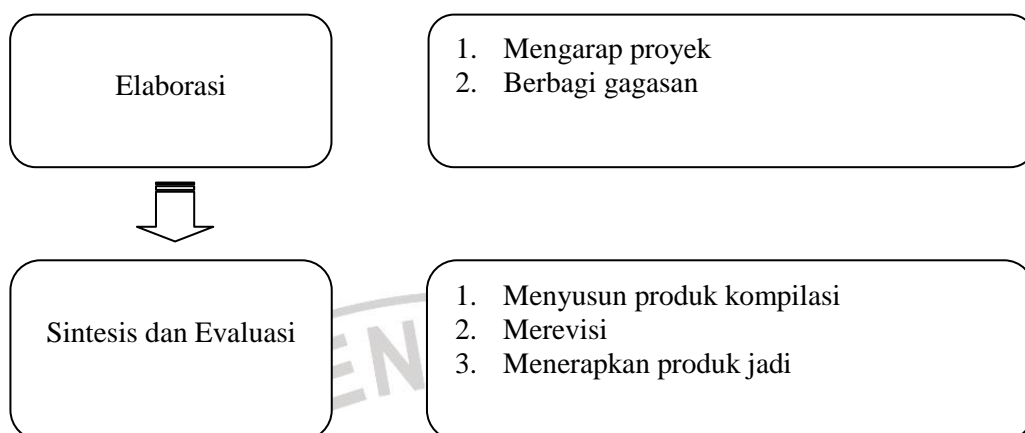 Elaborasi
1. Mengarap proyek
2. Berbagi gagasan
Sintesis dan Evaluasi
1. Menyusun produk kompilasi
2. Merevisi
3. Menerapkan produk jadi